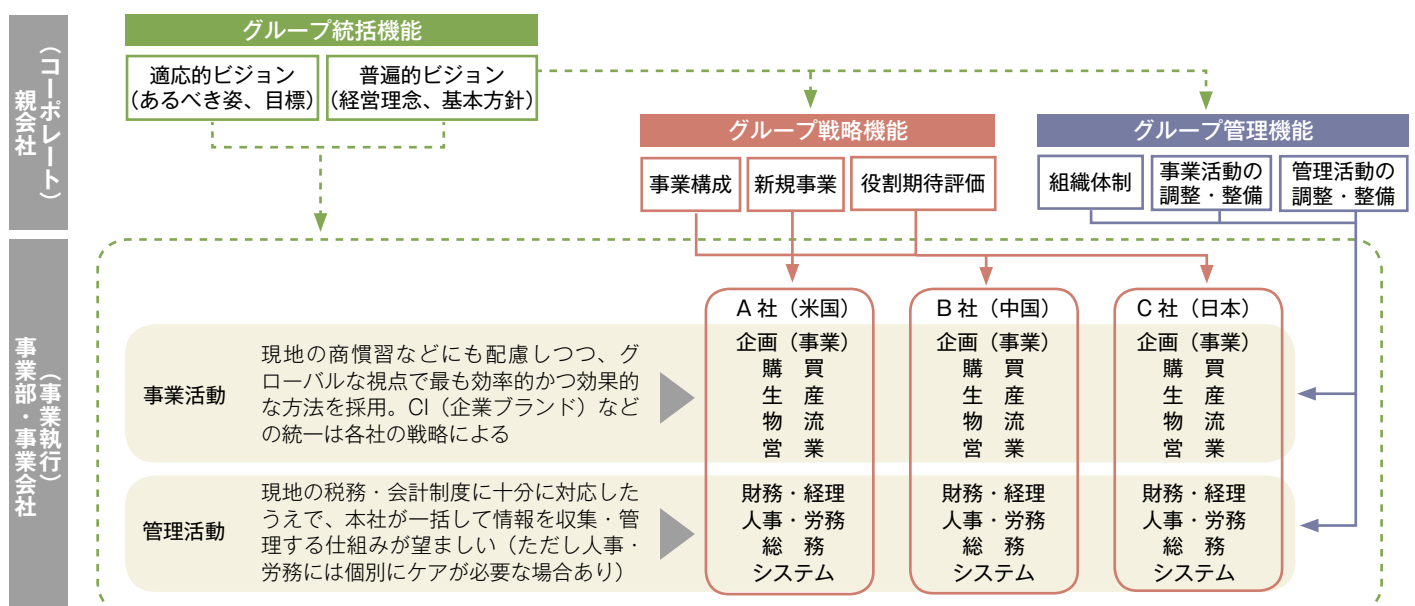 親会社
（コーポレート）
グループ統括機能
適応的ビジョン
（あるべき姿、目標）
普遍的ビジョン
（経営理念、基本方針）
グループ戦略機能
事業構成
新規事業
役割期待評価
グループ管理機能
組織体制
事業活動の
調整・整備
管理活動の
調整・整備
事業部・事業会社
（事業執行）
事業活動
現地の商慣習などにも配慮しつつ、グ
ローバルな視点で最も効率的かつ効果的
な方法を採用。CI（企業ブランド）など
の統一は各社の戦略による
管理活動
現地の税務・会計制度に十分に対応した
うえで、本社が一括して情報を収集・管
理する仕組みが望ましい（ただし人事・
労務には個別にケアが必要な場合あり）
A 社（米国）
企画（事業）
購　買
生　産
物　流
営　業
財務・経理
人事・労務
総　務
システム
B 社（中国）
企画（事業）
購　買
生　産
物　流
営　業
財務・経理
人事・労務
総　務
システム
C 社（日本）
企画（事業）
購　買
生　産
物　流
営　業
財務・経理
人事・労務
総　務
システム